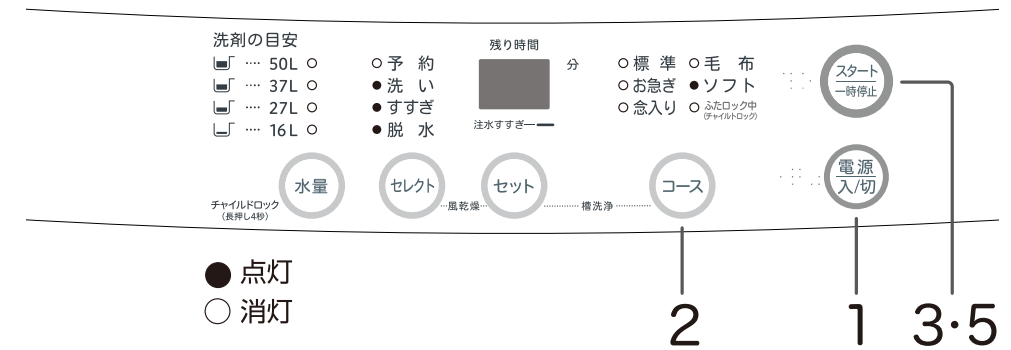 洗剤の目安
50L
37L
27L
16L
予約
洗い
すすぎ
脱水
残り時間
分
注水すすぎ
標準
お急ぎ
念入り
毛布
ソフト
ふたロック中
(チャイルドロック)
スタート
一時停止
水量
チャイルドロック
(長押し4秒)
セレクト
風乾燥
セット
槽洗浄
コース
電源
入/切
●点灯
○消灯
2
1
3・5